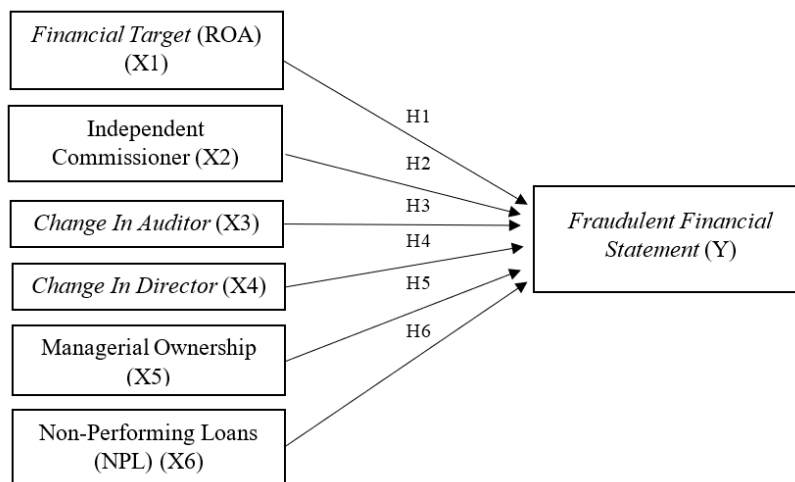 Financial Target (ROA)
(X1)
Independent
Commissioner (X2)
Change In Auditor (X3)
Change In Director (X4)
Managerial Ownership
(X5)
Non-Performing Loans
(NPL) (X6)
H1
H2
H3
H4
H5
H6
Fraudulent Financial
Statement (Y)